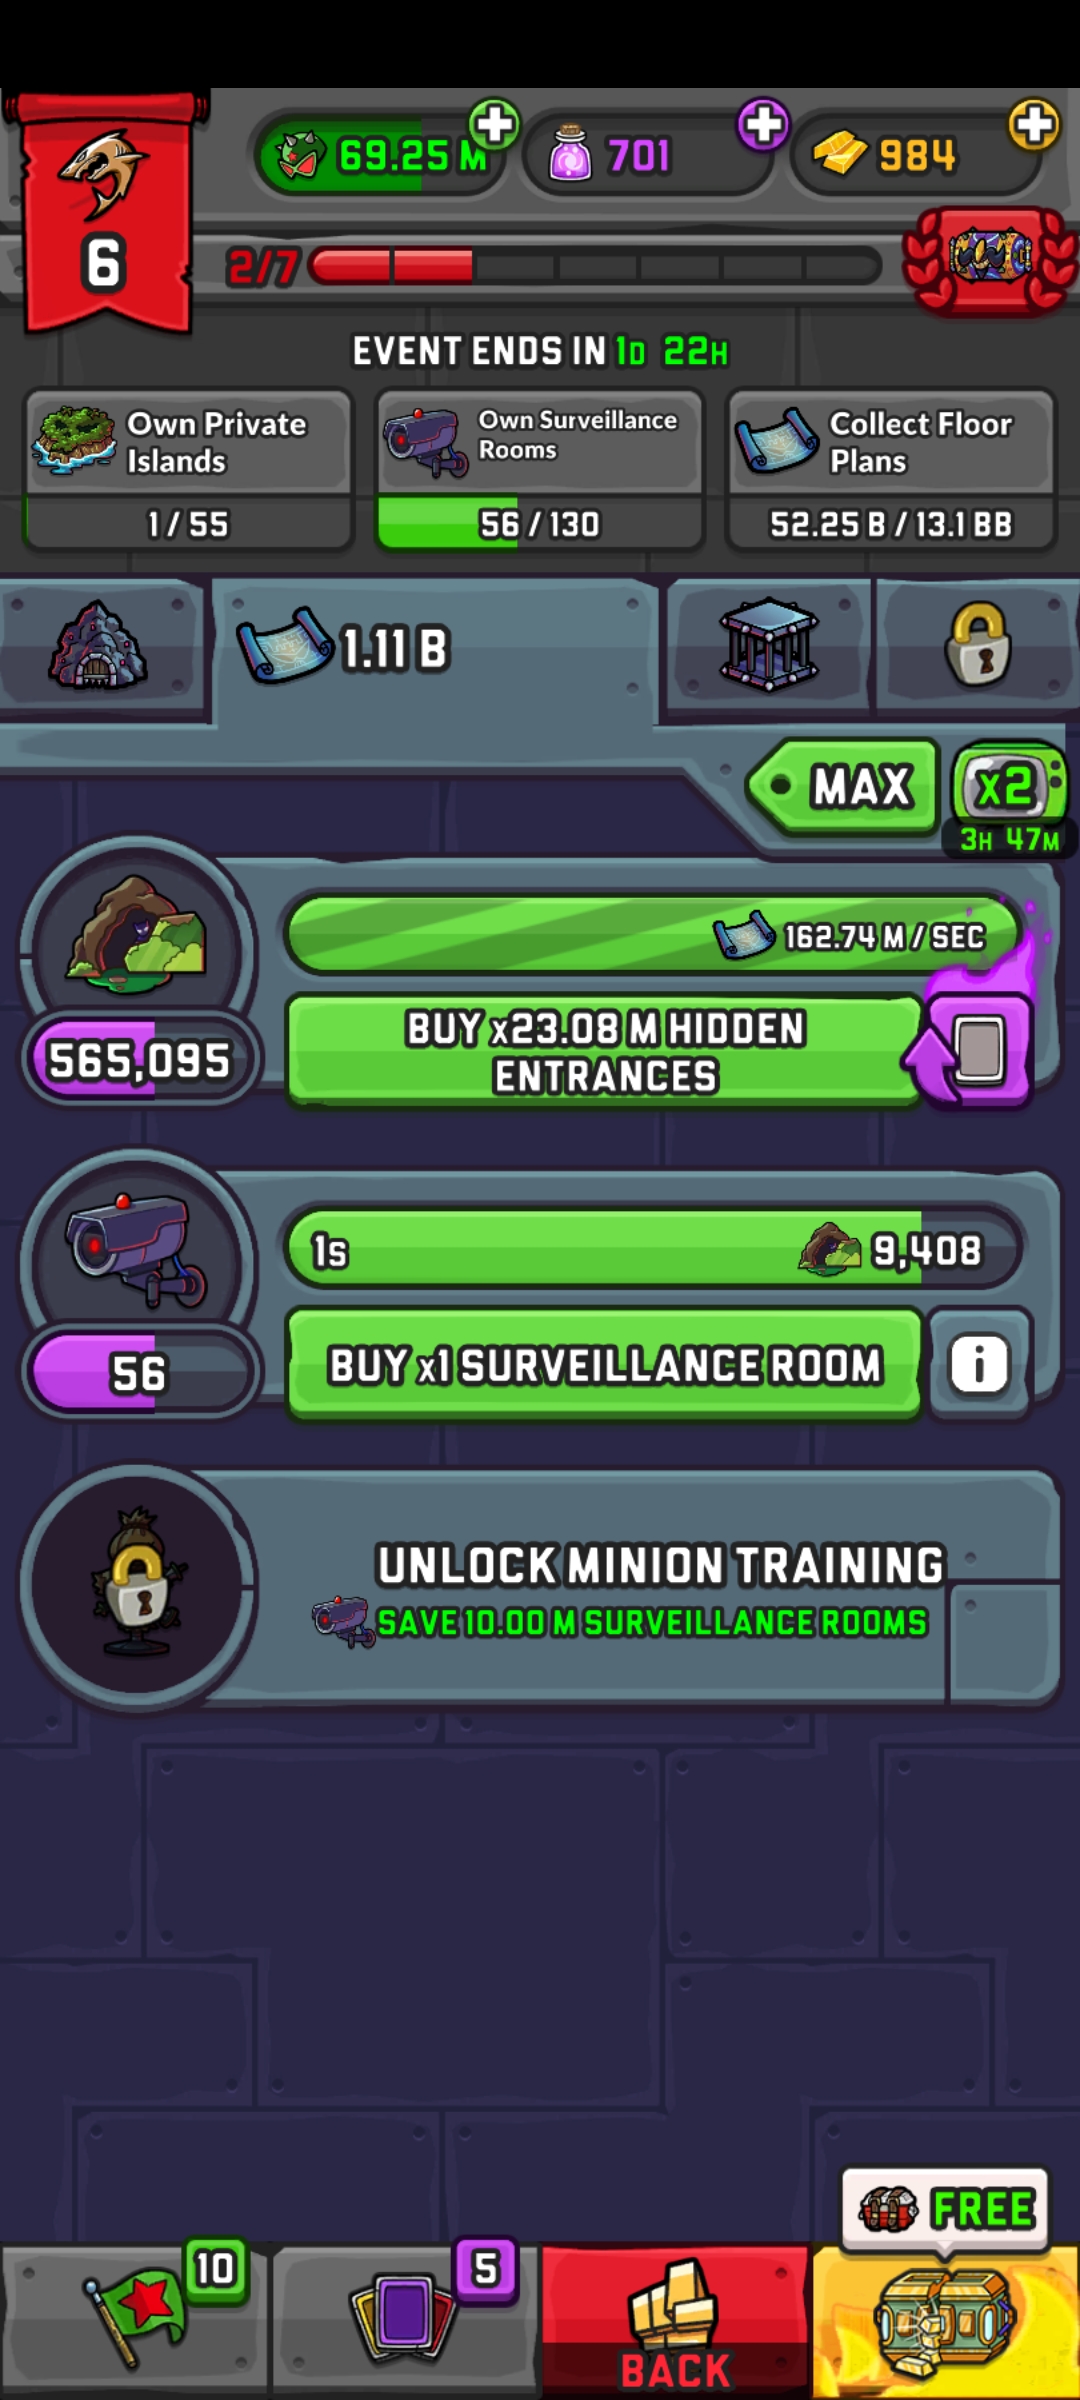 69.25 M
701
984
6
2/7
EVENT ENDS IN 1D 22H
Own Private
Islands
1 / 55
Own Surveillance
Rooms
56 / 130
Collect Floor
Plans
52.25 B / 13.1 BB
1.11 B
MAX
x2
3H 47M
162.74 M / SEC
565,095
BUY x23.08 M HIDDEN
ENTRANCES
1s
9,408
56
BUY x1 SURVEILLANCE ROOM
i
UNLOCK MINION TRAINING
SAVE 10.00 M SURVEILLANCE ROOMS
FREE
10
5
BACK